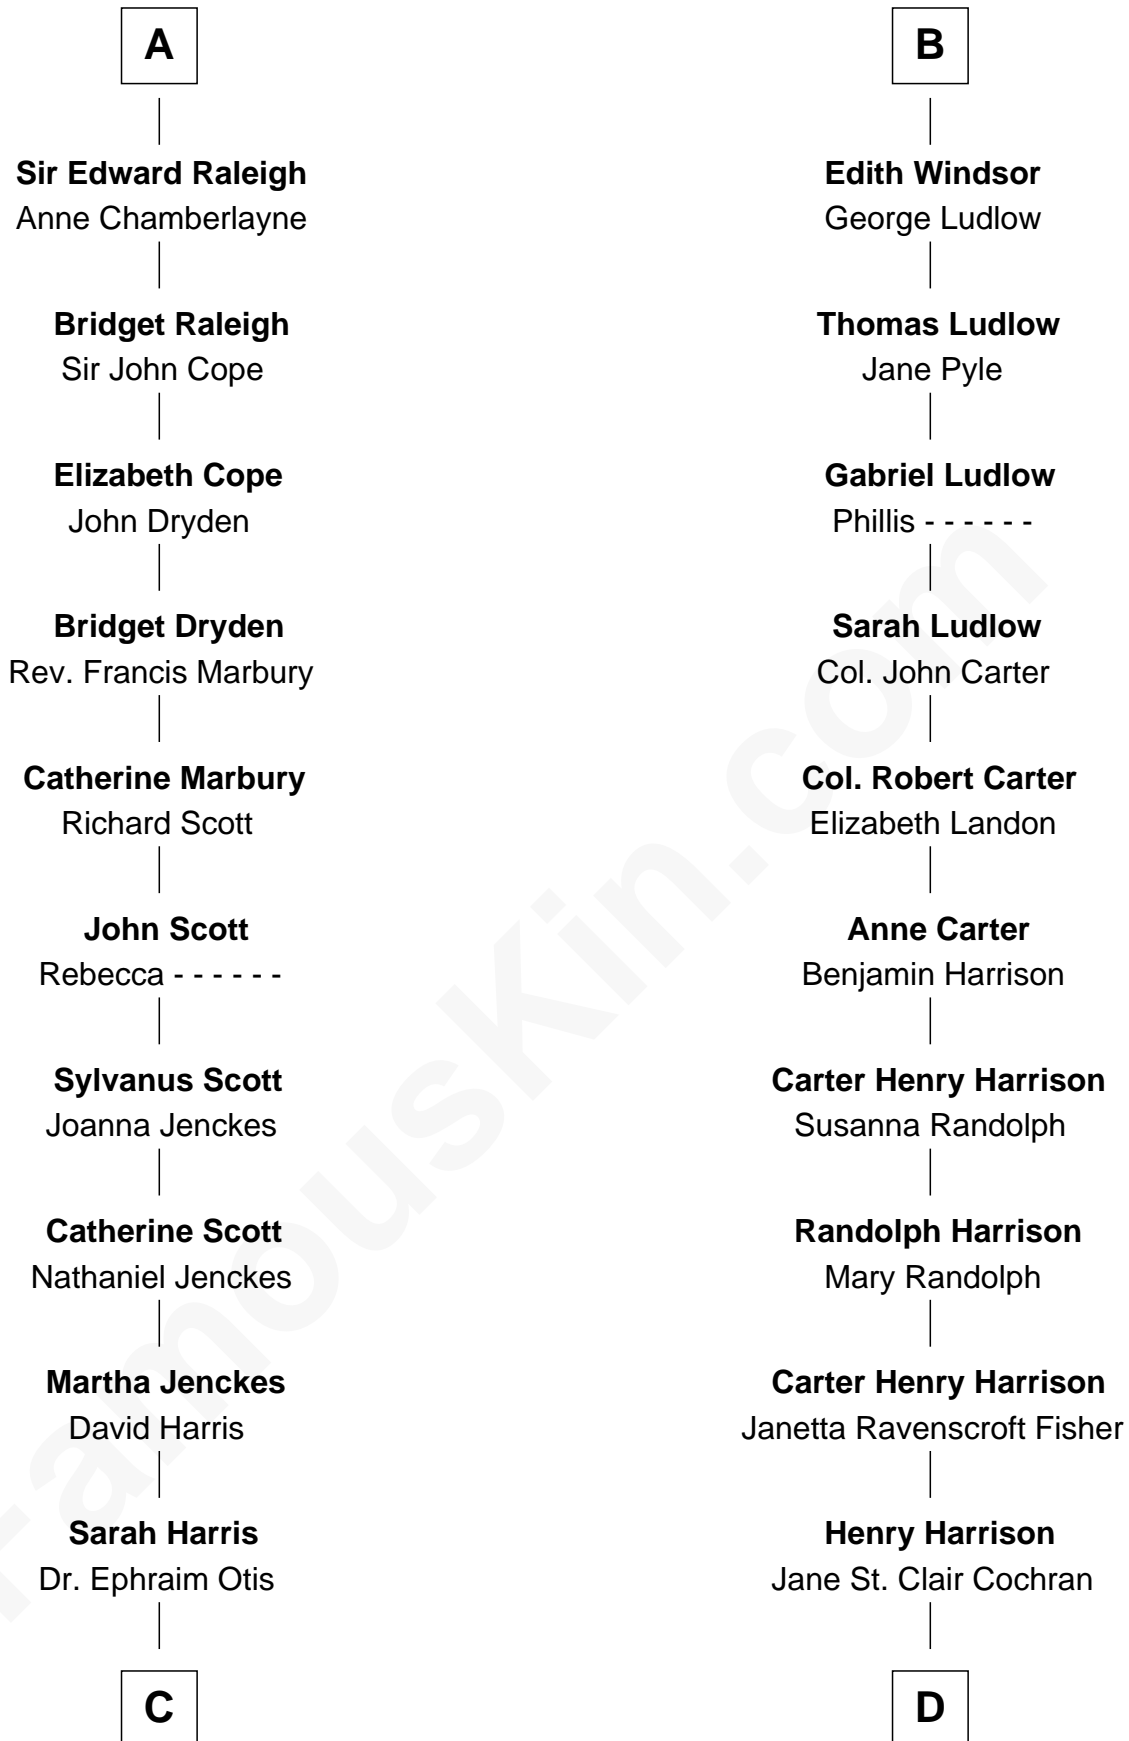 A
Sir Edward Raleigh
Anne Chamberlayne
Bridget Raleigh
Sir John Cope
Elizabeth Cope
John Dryden
Bridget Dryden
Rev. Francis Marbury
Catherine Marbury
Richard Scott
John Scott
Rebecca - - - - - -
Sylvanus Scott
Joanna Jenckes
Catherine Scott
Nathaniel Jenckes
Martha Jenckes
David Harris
Sarah Harris
Dr. Ephraim Otis
C
B
Edith Windsor
George Ludlow
Thomas Ludlow
Jane Pyle
Gabriel Ludlow
Phillis - - - - - -
Sarah Ludlow
Col. John Carter
Col. Robert Carter
Elizabeth Landon
Anne Carter
Benjamin Harrison
Carter Henry Harrison
Susanna Randolph
Randolph Harrison
Mary Randolph
Carter Henry Harrison
Janetta Ravenscroft Fisher
Henry Harrison
Jane St. Clair Cochran
D
FamousKin.com